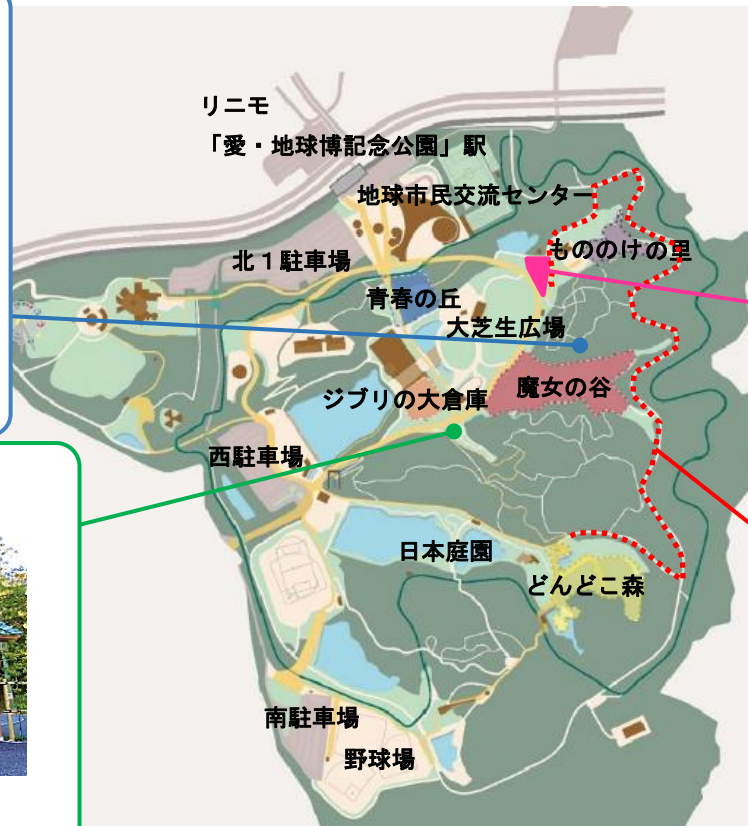 リニモ
「愛・地球博記念公園」駅
地球市民交流センター
もののけの里
北１駐車場
青春の丘
大芝生広場
魔女の谷
ジブリの大倉庫
西駐車場
日本庭園
どんどこ森
南駐車場
野球場